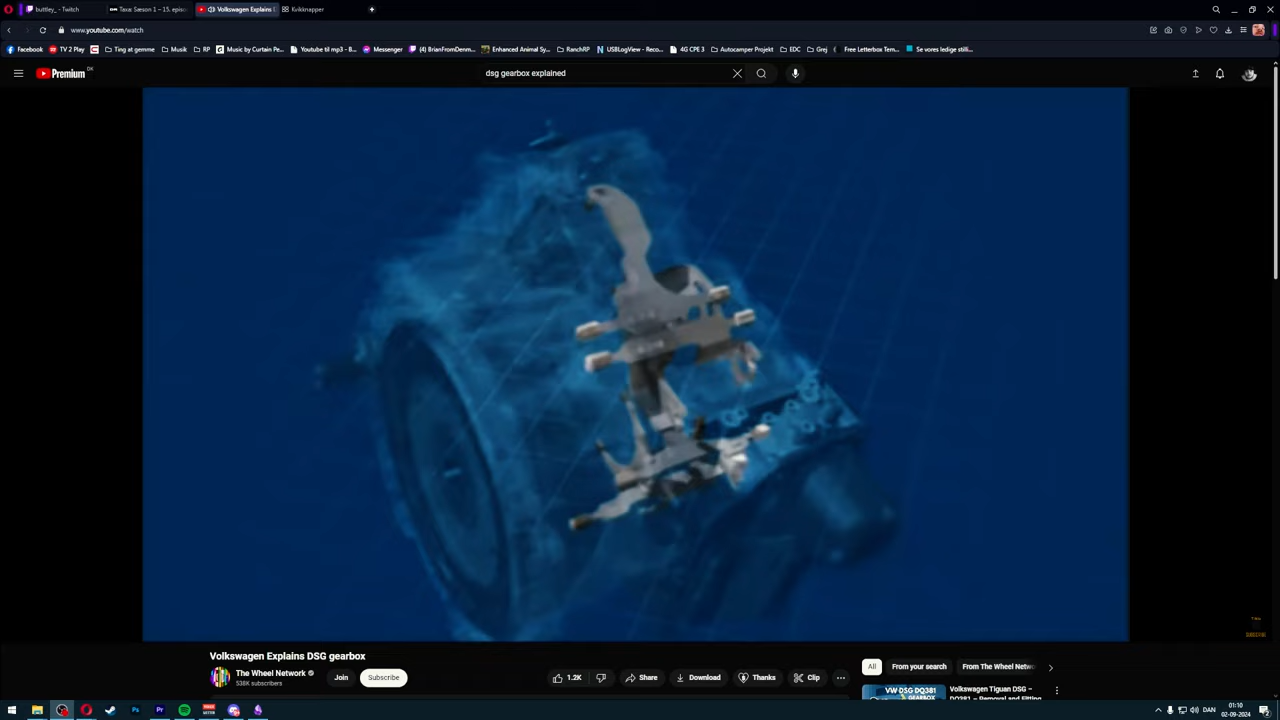 buttley_ - Twitch
Taxa: Sæson 1 – 15. episo
Volkswagen Explains D
Kvikknapper
www.youtube.com/watch
Facebook
TV 2 Play
Ting at gemme
Musik
RP
Music by Curtain Pe...
Youtube til mp3 - B...
Messenger
(4) BrianFromDenm...
Enhanced Animal Sy...
RanchRP
USBLogView - Reco...
4G CPE 3
Autocamper Projekt
EDC
Grej
Free Letterbox Tem...
Se vores ledige stilli...
Premium DK
dsg gearbox explained
SUBSCRIBE
Volkswagen Explains DSG gearbox
The Wheel Network
538K subscribers
Join
Subscribe
1.2K
Share
Download
Thanks
Clip
All
From your search
From The Wheel Netwo
VW DSG DQ381
GEARBOX
Volkswagen Tiguan DSG –
DQ381 – Removal and Fitting
DAN
01:10
02-09-2024